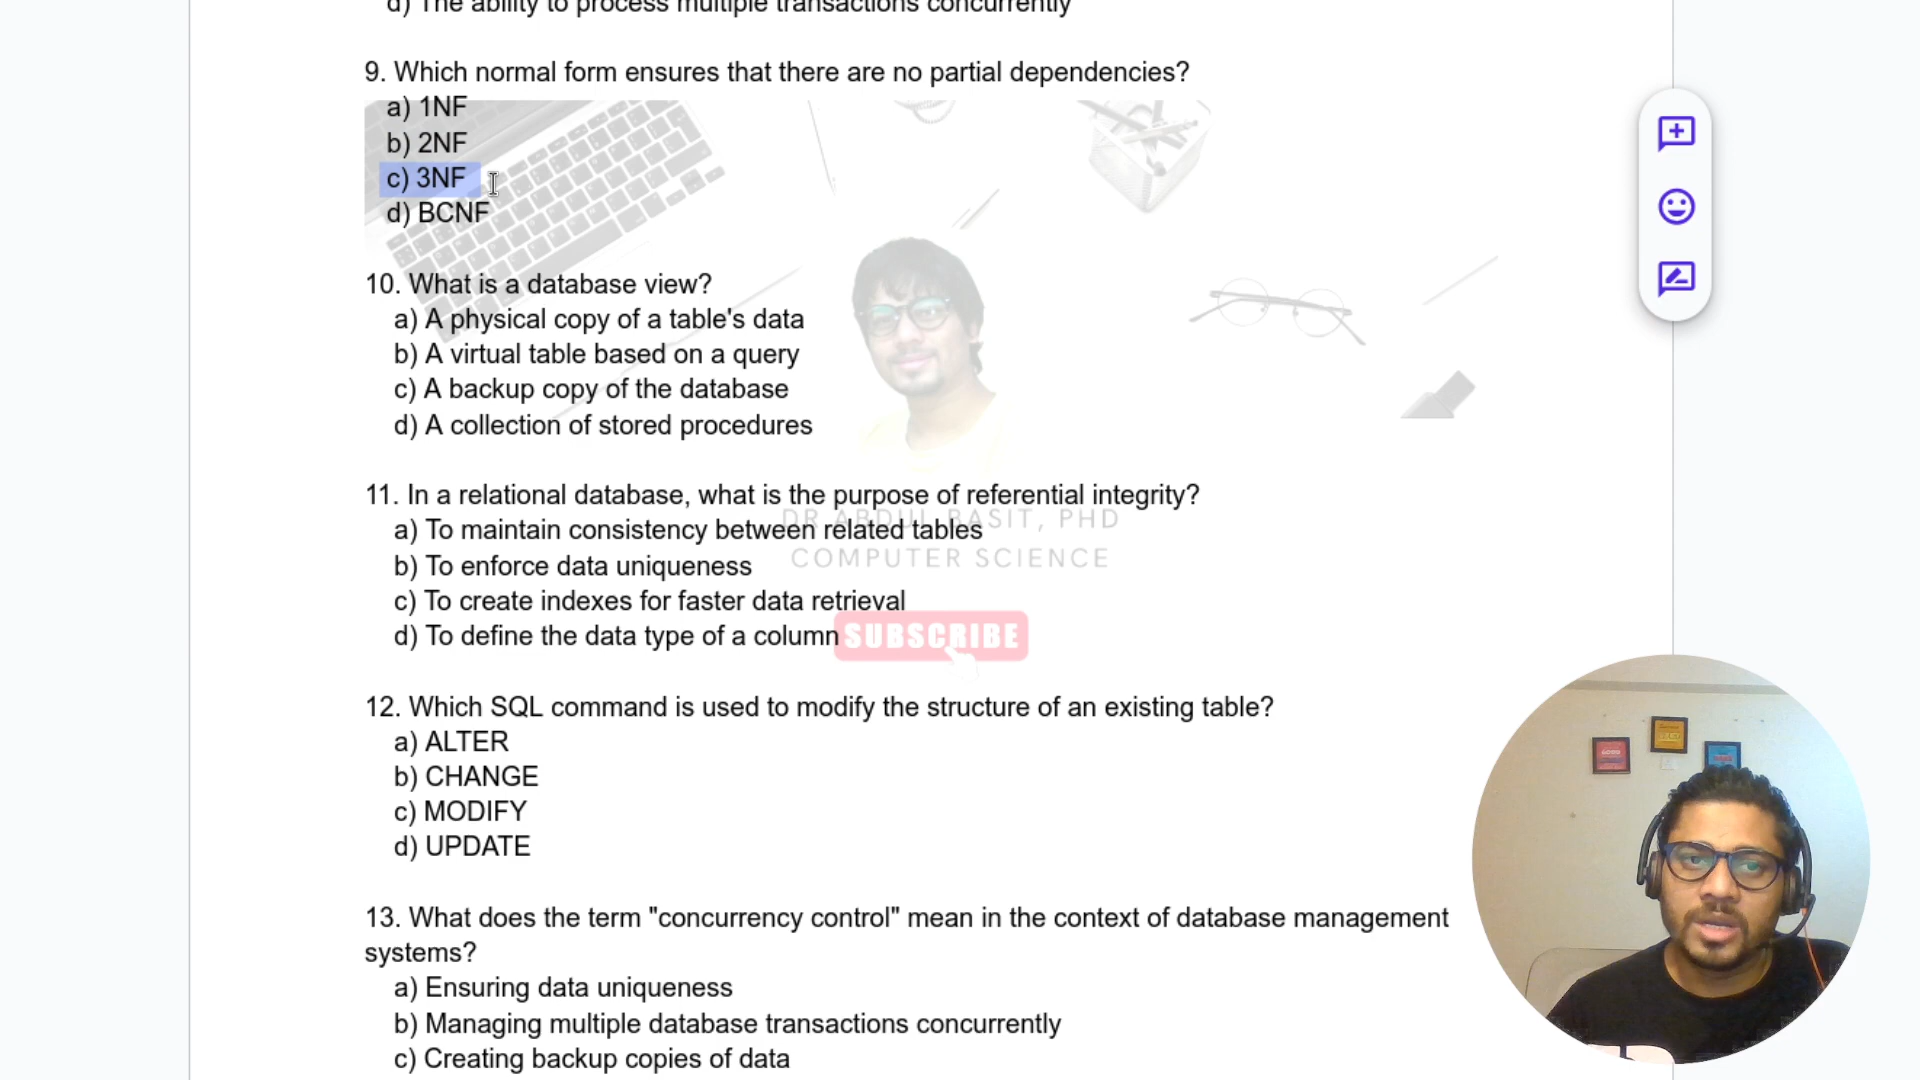 d) The ability to process multiple transactions concurrently
9. Which normal form ensures that there are no partial dependencies?
a) 1NF
b) 2NF
c) 3NF
d) BCNF
10. What is a database view?
a) A physical copy of a table's data
b) A virtual table based on a query
c) A backup copy of the database
d) A collection of stored procedures
11. In a relational database, what is the purpose of referential integrity?
DR ABDUL BASIT, PHD
a) To maintain consistency between related tables
COMPUTER SCIENCE
b) To enforce data uniqueness
c) To create indexes for faster data retrieval
d) To define the data type of a column
SUBSCRIBE
12. Which SQL command is used to modify the structure of an existing table?
a) ALTER
b) CHANGE
c) MODIFY
d) UPDATE
13. What does the term "concurrency control" mean in the context of database management
systems?
a) Ensuring data uniqueness
b) Managing multiple database transactions concurrently
c) Creating backup copies of data